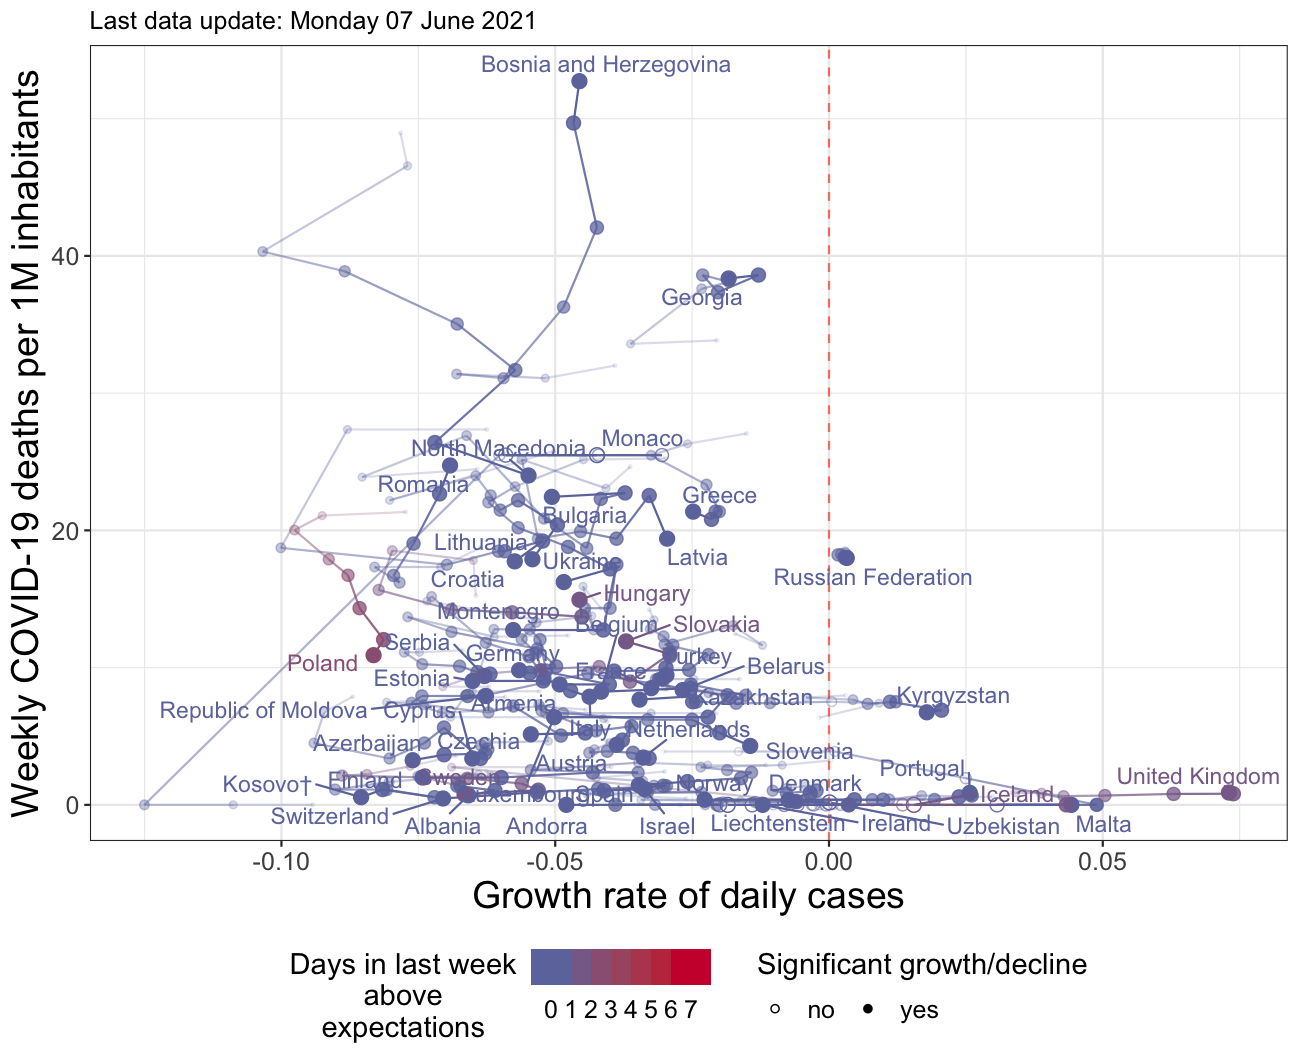 Last data update: Monday 07 June 2021
Weekly COVID-19 deaths per 1M inhabitants
40
20
0
Bosnia and Herzegovina
Georgia
North Macedonia
Monaco
Romania
Greece
Bulgaria
Lithuania
Ukraine
Latvia
Croatia
Russian Federation
Hungary
Montenegro
Belgium
Slovakia
Serbia
Germany
Turkey
Poland
Belarus
Estonia
France
Kazakhstan
Kyrgyzstan
Republic of Moldova
Cyprus
Armenia
Italy
Netherlands
Azerbaijan
Czechia
Slovenia
Austria
Portugal
Kosovo†
Finland
Sweden
Norway
Denmark
United Kingdom
Luxembourg
Spain
Iceland
Switzerland
Albania
Andorra
Israel
Liechtenstein
Ireland
Uzbekistan
Malta
-0.10
-0.05
0.00
0.05
Growth rate of daily cases
Days in last week
above
expectations
0 1 2 3 4 5 6 7
Significant growth/decline
no
yes